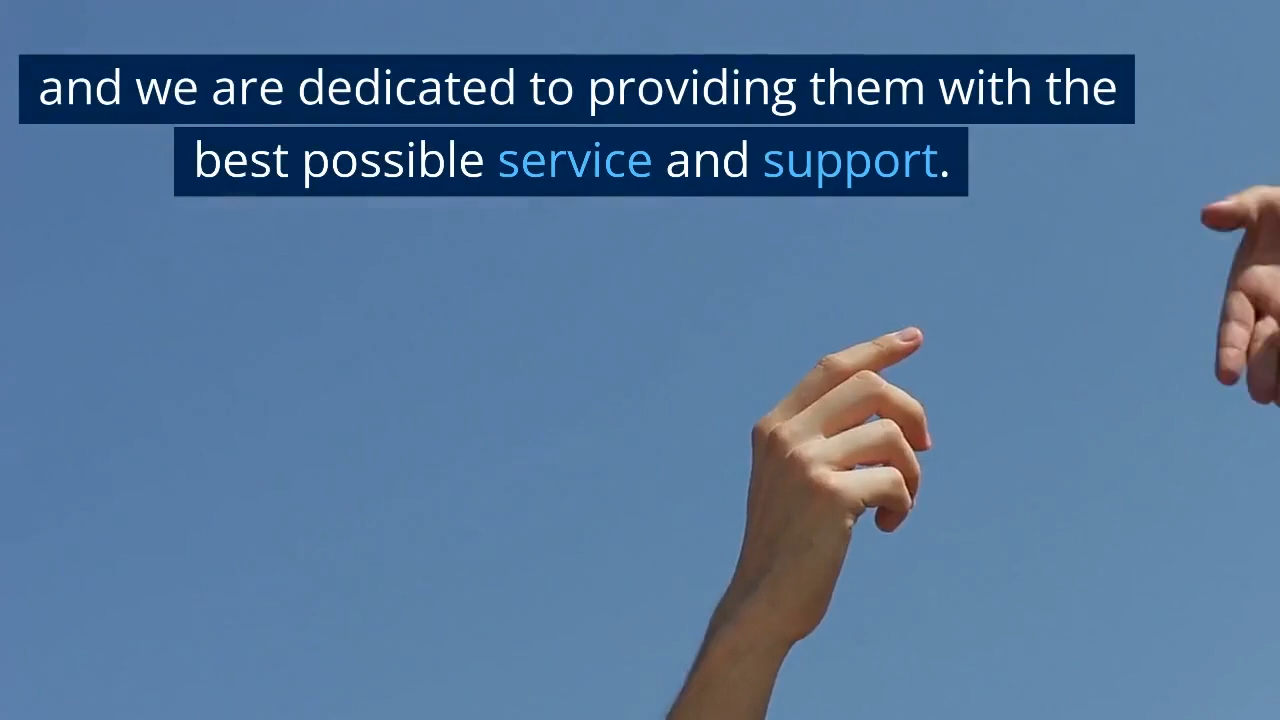 and we are dedicated to providing them with the
best possible service and support.